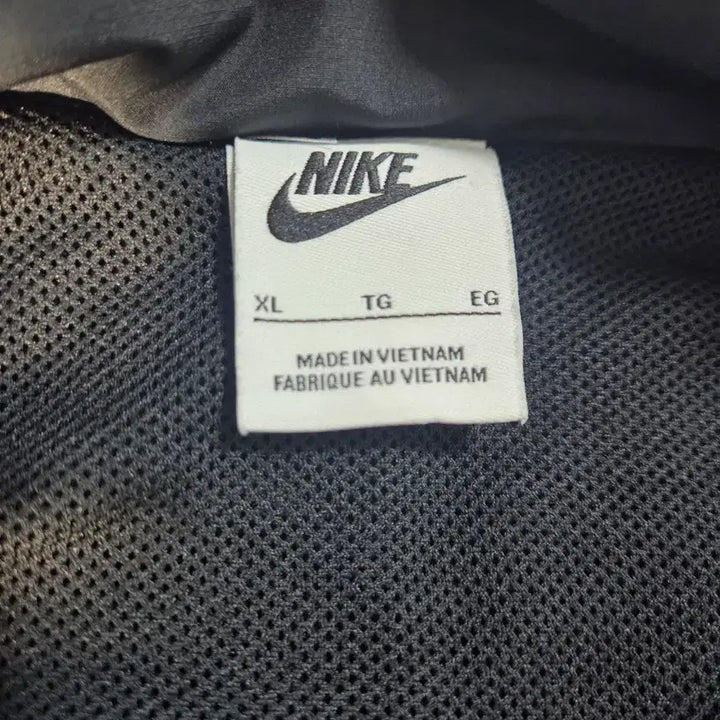 NIKE
XL TG EG
MADE IN VIETNAM
FABRIQUE AU VIETNAM